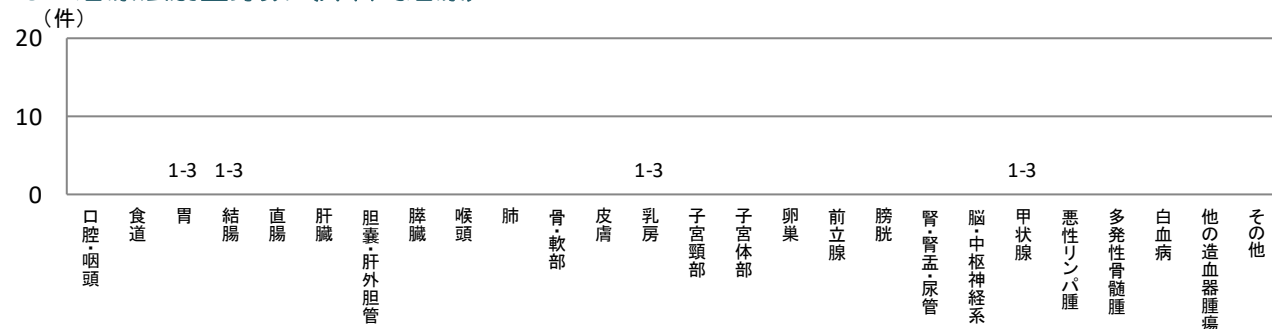 （件）
20
10
0
1-3 1-3 1-3 1-3
口腔・咽頭
食道
胃
結腸
直腸
肝臓
胆嚢・肝外胆管
膵臓
喉頭
肺
骨・軟部
皮膚
乳房
子宮頸部
子宮体部
卵巣
前立腺
膀胱
腎・腎盂・尿管
脳・中枢神経系
甲状腺
悪性リンパ腫
多発性骨髄腫
白血病
他の造血器腫瘍
その他